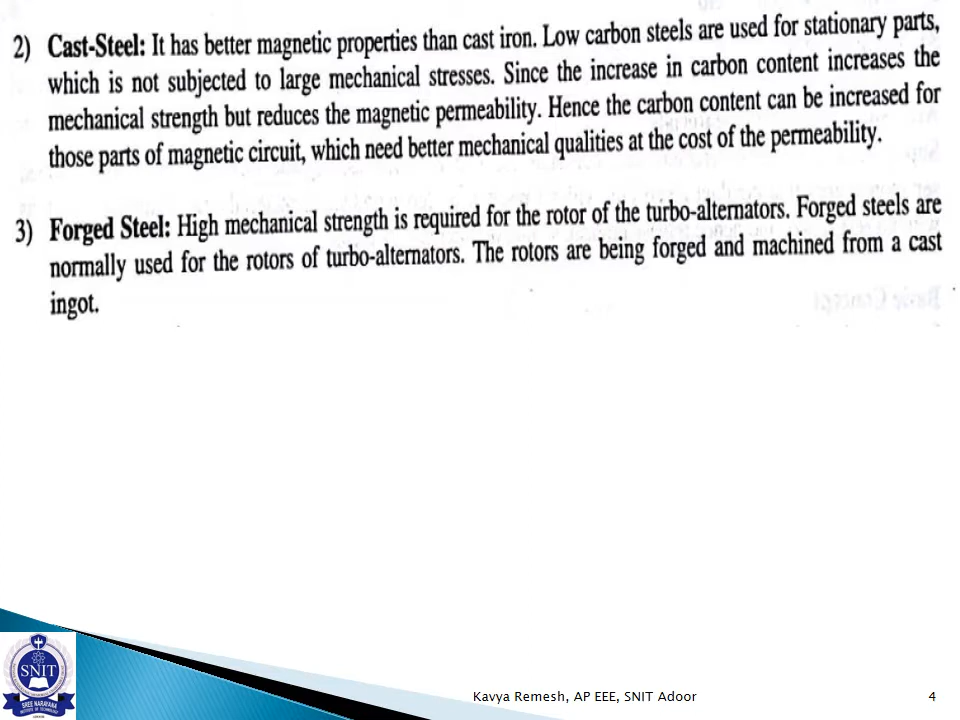 2) Cast-Steel: It has better magnetic properties than cast iron. Low carbon steels are used for stationary parts,
which is not subjected to large mechanical stresses. Since the increase in carbon content increases the
mechanical strength but reduces the magnetic permeability. Hence the carbon content can be increased for
those parts of magnetic circuit, which need better mechanical qualities at the cost of the permeability.
3) Forged Steel: High mechanical strength is required for the rotor of the turbo-alternators. Forged steels are
normally used for the rotors of turbo-alternators. The rotors are being forged and machined from a cast
ingot.
SNIT
SREE NARAYANA
INSTITUTE OF TECHNOLOGY
Kavya Remesh, AP EEE, SNIT Adoor
4